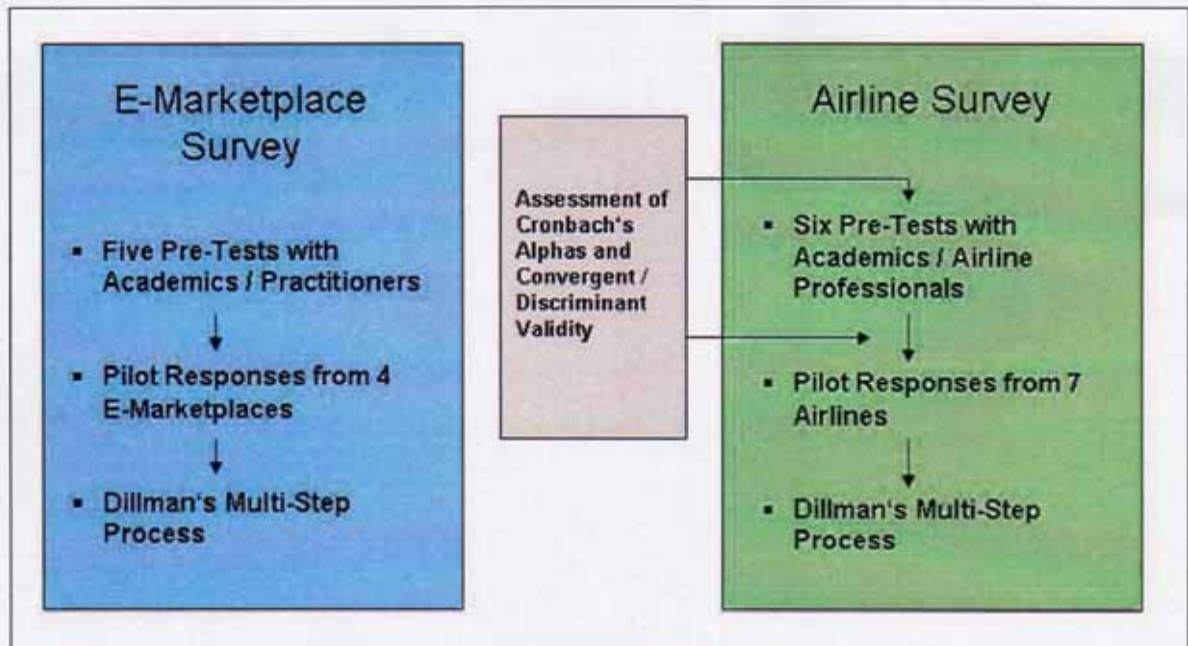 E-Marketplace
Survey
▪ Five Pre-Tests with
Academics / Practitioners
▪ Pilot Responses from 4
E-Marketplaces
▪ Dillman‘s Multi-Step
Process
Assessment of
Cronbach‘s
Alphas and
Convergent /
Discriminant
Validity
Airline Survey
▪ Six Pre-Tests with
Academics / Airline
Professionals
▪ Pilot Responses from 7
Airlines
▪ Dillman‘s Multi-Step
Process